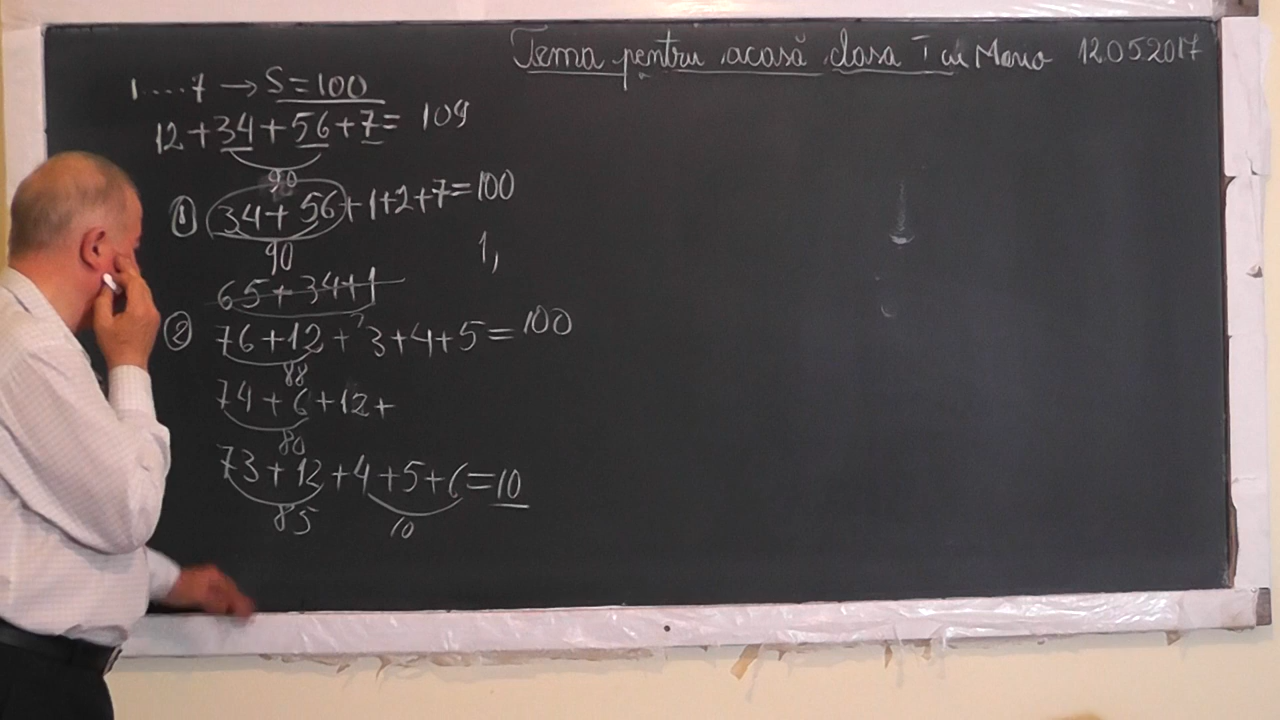 Tema pentru acasă clasa I cu Mario 12.05.2017
1....7 → S = 100
12 + 34 + 56 + 7 = 109
90
① 34 + 56 + 1 + 2 + 7 = 100
90
1,
65 + 34 + 1
② 76 + 12 + 3 + 4 + 5 = 100
88
74 + 6 + 12 +
80
73 + 12 + 4 + 5 + 6 = 10
85 10